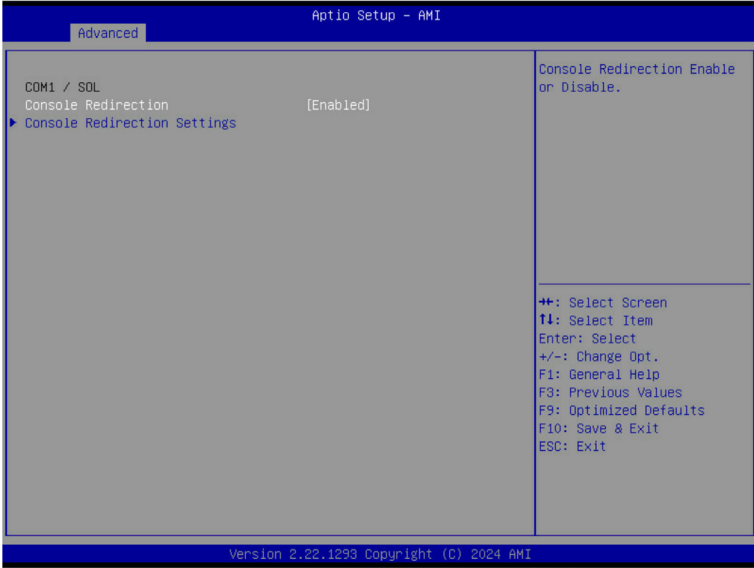 Aptio Setup – AMI
Advanced
COM1 / SOL
Console Redirection [Enabled]
▶ Console Redirection Settings
Console Redirection Enable
or Disable.
→←: Select Screen
↑↓: Select Item
Enter: Select
+/-: Change Opt.
F1: General Help
F3: Previous Values
F9: Optimized Defaults
F10: Save & Exit
ESC: Exit
Version 2.22.1293 Copyright (C) 2024 AMI